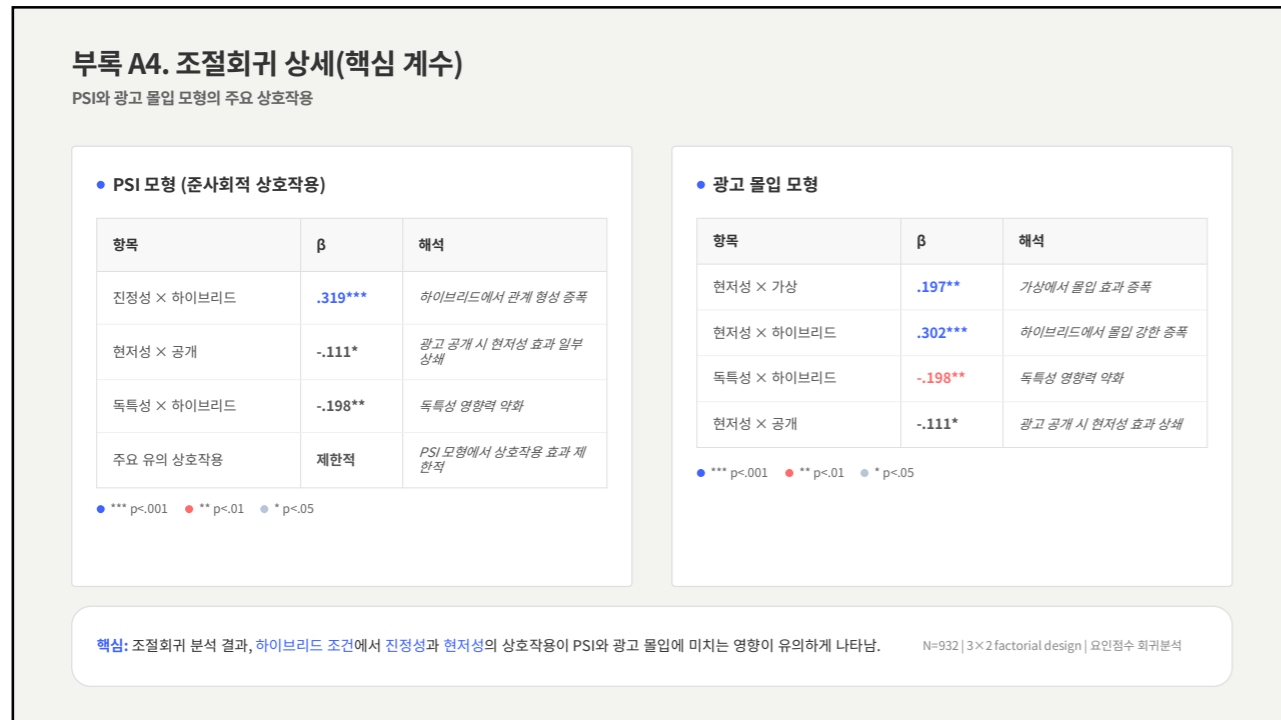 부록 A4. 조절회귀 상세(핵심 계수)
PSI와 광고 몰입 모형의 주요 상호작용
PSI 모형 (준사회적 상호작용)
항목 β 해석
진정성 × 하이브리드 .319*** 하이브리드에서 관계 형성 증폭
현저성 × 공개 -.111* 광고 공개 시 현저성 효과 일부
상쇄
독특성 × 하이브리드 -.198** 독특성 영향력 약화
주요 유의 상호작용 제한적 PSI 모형에서 상호작용 효과 제
한적
*** p<.001 ** p<.01 * p<.05
광고 몰입 모형
항목 β 해석
현저성 × 가상 .197** 가상에서 몰입 효과 증폭
현저성 × 하이브리드 .302*** 하이브리드에서 몰입 강한 증폭
독특성 × 하이브리드 -.198** 독특성 영향력 약화
현저성 × 공개 -.111* 광고 공개 시 현저성 효과 상쇄
*** p<.001 ** p<.01 * p<.05
핵심: 조절회귀 분석 결과, 하이브리드 조건에서 진정성과 현저성의 상호작용이 PSI와 광고 몰입에 미치는 영향이 유의하게 나타남.
N=932 | 3×2 factorial design | 요인점수 회귀분석